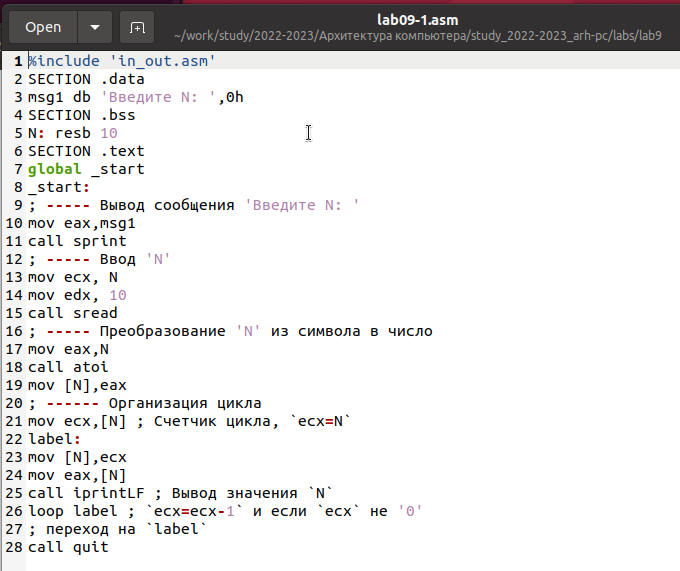 Open
lab09-1.asm
~/work/study/2022-2023/Архитектура компьютера/study_2022-2023_arh-pc/labs/lab9
1 %include 'in_out.asm'
2 SECTION .data
3 msg1 db 'Введите N: ',0h
4 SECTION .bss
5 N: resb 10
6 SECTION .text
7 global _start
8 _start:
9 ; ----- Вывод сообщения 'Введите N: '
10 mov eax,msg1
11 call sprint
12 ; ----- Ввод 'N'
13 mov ecx, N
14 mov edx, 10
15 call sread
16 ; ----- Преобразование 'N' из символа в число
17 mov eax,N
18 call atoi
19 mov [N],eax
20 ; ------ Организация цикла
21 mov ecx,[N] ; Счетчик цикла, `ecx=N`
22 label:
23 mov [N],ecx
24 mov eax,[N]
25 call iprintLF ; Вывод значения `N`
26 loop label ; `ecx=ecx-1` и если `ecx` не '0'
27 ; переход на `label`
28 call quit